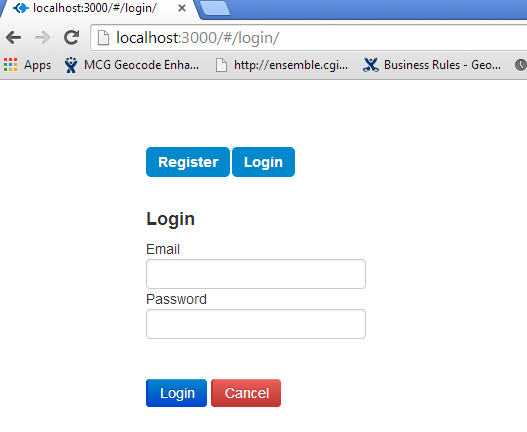 localhost:3000/#/login/
localhost:3000/#/login/
Apps MCG Geocode Enha... http://ensemble.cgi... Business Rules - Geo...
Register Login
Login
Email
Password
Login Cancel